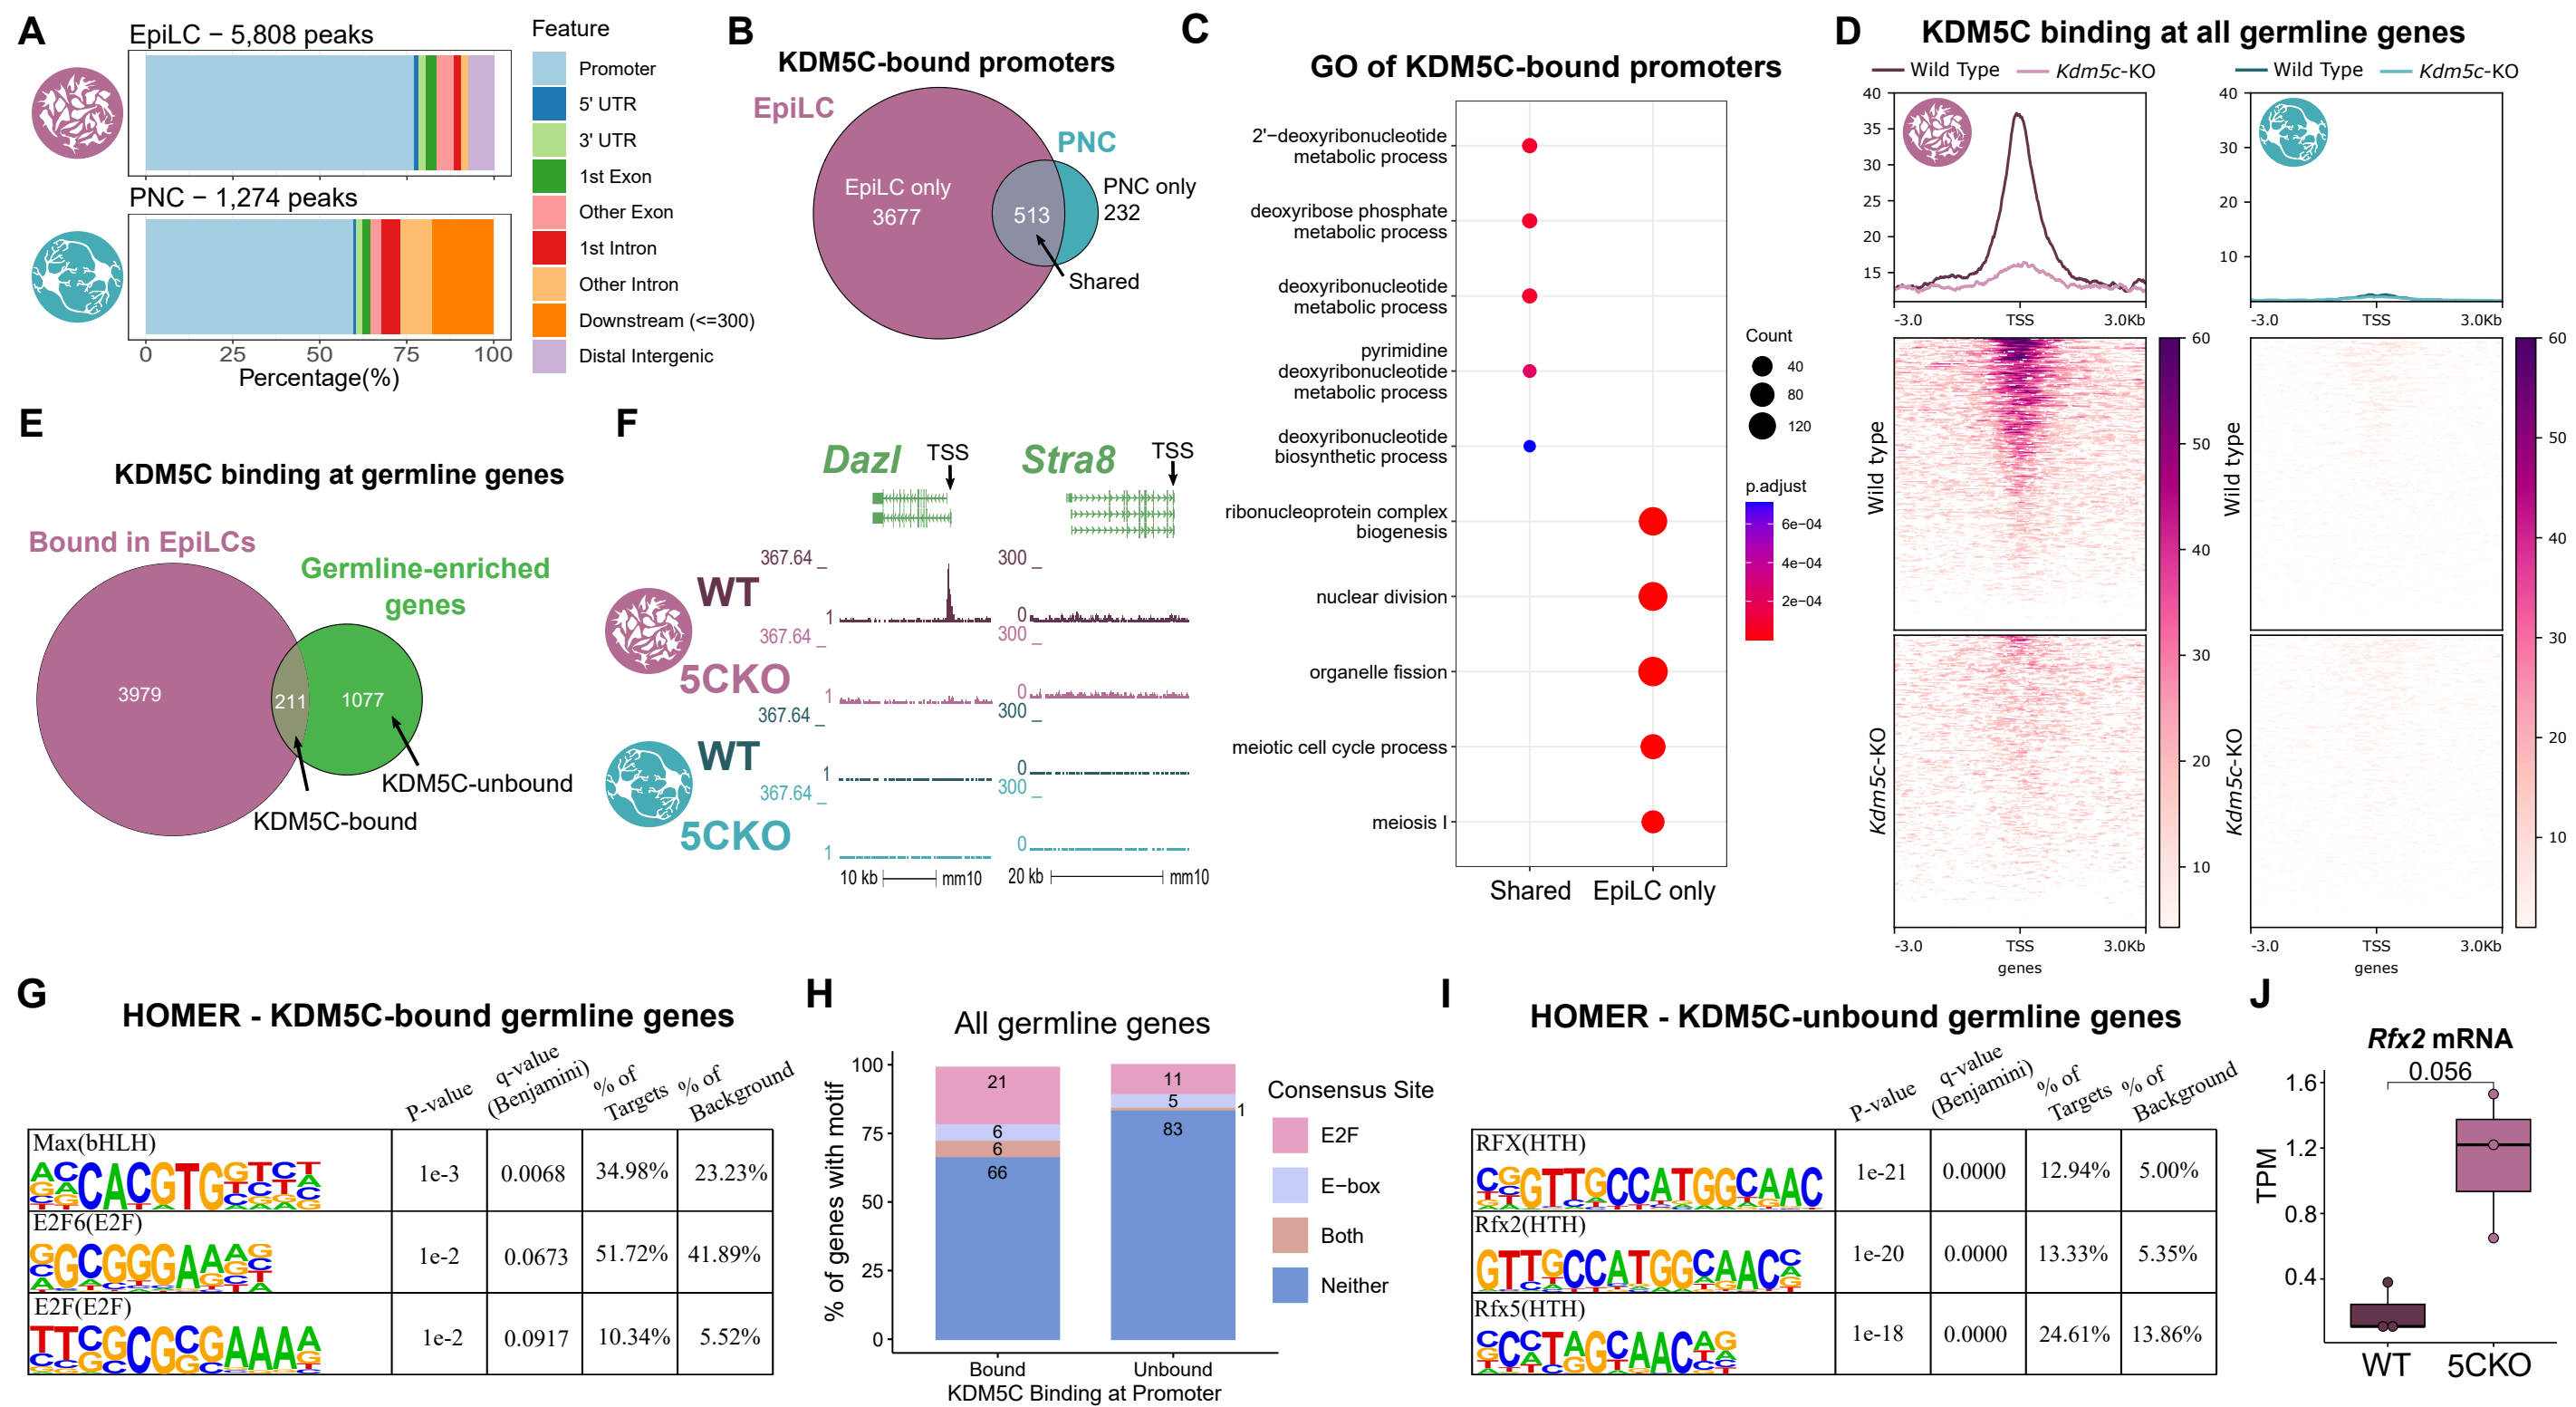 A
EpiLC − 5,808 peaks
PNC − 1,274 peaks
0 25 50 75 100
Percentage(%)
Feature
Promoter
5' UTR
3' UTR
1st Exon
Other Exon
1st Intron
Other Intron
Downstream (<=300)
Distal Intergenic
B
KDM5C-bound promoters
EpiLC
PNC
EpiLC only
3677
513
PNC only
232
Shared
C
GO of KDM5C-bound promoters
2'−deoxyribonucleotide
metabolic process
deoxyribose phosphate
metabolic process
deoxyribonucleotide
metabolic process
pyrimidine
deoxyribonucleotide
metabolic process
deoxyribonucleotide
biosynthetic process
ribonucleoprotein complex
biogenesis
nuclear division
organelle fission
meiotic cell cycle process
meiosis I
Shared EpiLC only
Count
40
80
120
p.adjust
6e−04
4e−04
2e−04
D
KDM5C binding at all germline genes
Wild Type Kdm5c-KO
40
35
30
25
20
15
-3.0 TSS 3.0Kb
Wild type
Kdm5c-KO
60
50
40
30
20
10
-3.0 TSS 3.0Kb
genes
Wild Type Kdm5c-KO
40
30
20
10
-3.0 TSS 3.0Kb
Wild type
Kdm5c-KO
60
50
40
30
20
10
-3.0 TSS 3.0Kb
genes
E
KDM5C binding at germline genes
Bound in EpiLCs
Germline-enriched
genes
3979
211
1077
KDM5C-unbound
KDM5C-bound
F
Dazl TSS
Stra8 TSS
WT
367.64
1
300
0
5CKO
367.64
1
300
0
WT
367.64
1
300
0
5CKO
367.64
1
300
0
10 kb mm10
20 kb mm10
G
HOMER - KDM5C-bound germline genes
P-value
q-value
(Benjamini)
% of
Targets
% of
Background
Max(bHLH)
1e-3 0.0068 34.98% 23.23%
E2F6(E2F)
1e-2 0.0673 51.72% 41.89%
E2F(E2F)
1e-2 0.0917 10.34% 5.52%
H
All germline genes
% of genes with motif
100
75
50
25
0
21
6
6
66
11
5
1
83
Bound Unbound
KDM5C Binding at Promoter
Consensus Site
E2F
E−box
Both
Neither
I
HOMER - KDM5C-unbound germline genes
P-value
q-value
(Benjamini)
% of
Targets
% of
Background
RFX(HTH)
1e-21 0.0000 12.94% 5.00%
Rfx2(HTH)
1e-20 0.0000 13.33% 5.35%
Rfx5(HTH)
1e-18 0.0000 24.61% 13.86%
J
Rfx2 mRNA
0.056
TPM
1.6
1.2
0.8
0.4
WT 5CKO